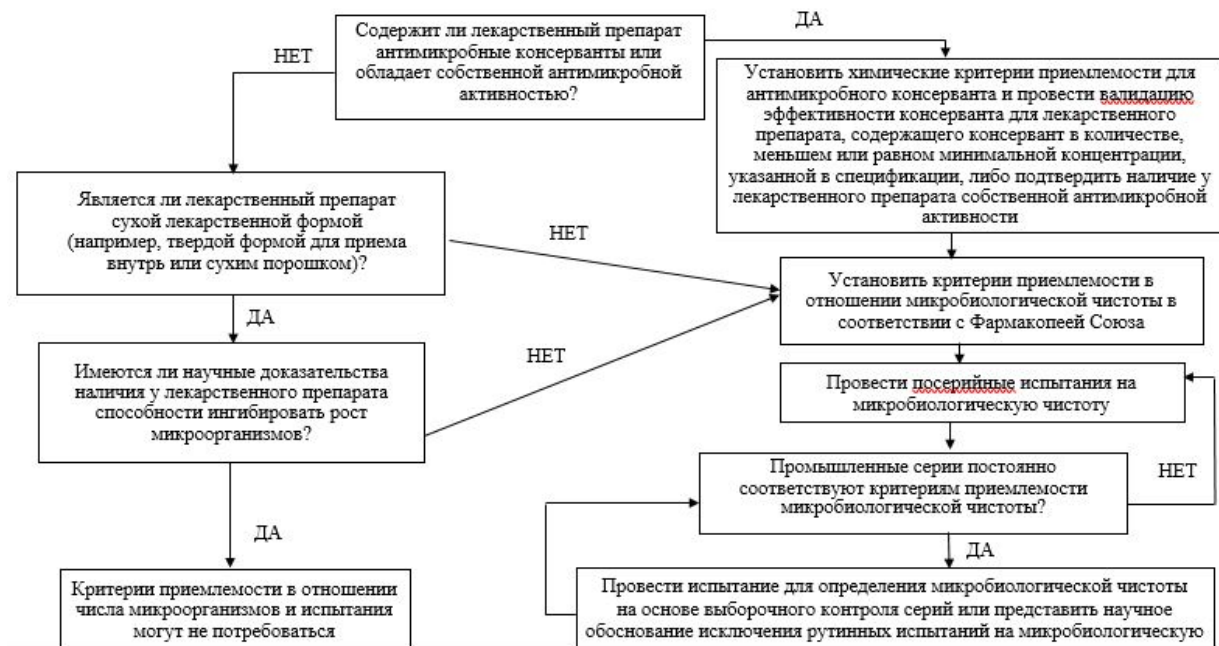 Содержит ли лекарственный препарат
антимикробные консерванты или
обладает собственной антимикробной
активностью?
НЕТ
ДА
Установить химические критерии приемлемости для
антимикробного консерванта и провести валидацию
эффективности консерванта для лекарственного
препарата, содержащего консервант в количестве,
меньшем или равном минимальной концентрации,
указанной в спецификации, либо подтвердить наличие у
лекарственного препарата собственной антимикробной
активности
Является ли лекарственный препарат
сухой лекарственной формой
(например, твердой формой для приема
внутрь или сухим порошком)?
НЕТ
ДА
Установить критерии приемлемости в
отношении микробиологической чистоты в
соответствии с Фармакопеей Союза
Имеются ли научные доказательства
наличия у лекарственного препарата
способности ингибировать рост
микроорганизмов?
НЕТ
ДА
Провести посерийные испытания на
микробиологическую чистоту
Промышленные серии постоянно
соответствуют критериям приемлемости
микробиологической чистоты?
НЕТ
ДА
Критерии приемлемости в отношении
числа микроорганизмов и испытания
могут не потребоваться
Провести испытание для определения микробиологической чистоты
на основе выборочного контроля серий или представить научное
обоснование исключения рутинных испытаний на микробиологическую